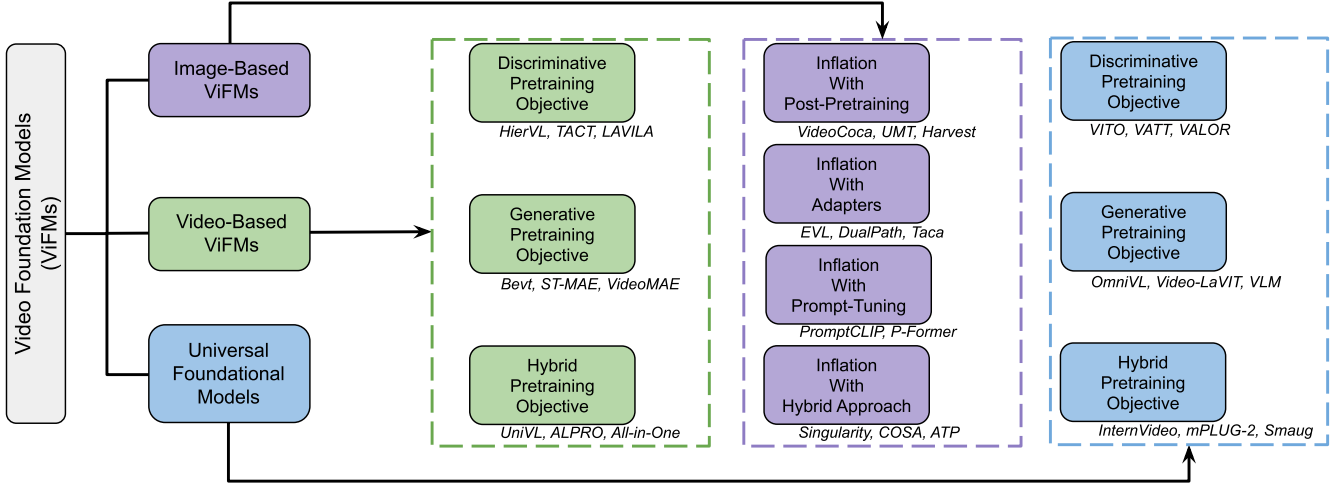 Video Foundation Models
(ViFMs)
Image-Based
ViFMs
Video-Based
ViFMs
Universal
Foundational
Models
Discriminative
Pretraining
Objective
HierVL, TACT, LAVILA
Generative
Pretraining
Objective
Bevt, ST-MAE, VideoMAE
Hybrid
Pretraining
Objective
UniVL, ALPRO, All-in-One
Inflation
With
Post-Pretraining
VideoCoca, UMT, Harvest
Inflation
With
Adapters
EVL, DualPath, Taca
Inflation
With
Prompt-Tuning
PromptCLIP, P-Former
Inflation
With
Hybrid Approach
Singularity, COSA, ATP
Discriminative
Pretraining
Objective
VITO, VATT, VALOR
Generative
Pretraining
Objective
OmniVL, Video-LaVIT, VLM
Hybrid
Pretraining
Objective
InternVideo, mPLUG-2, Smaug